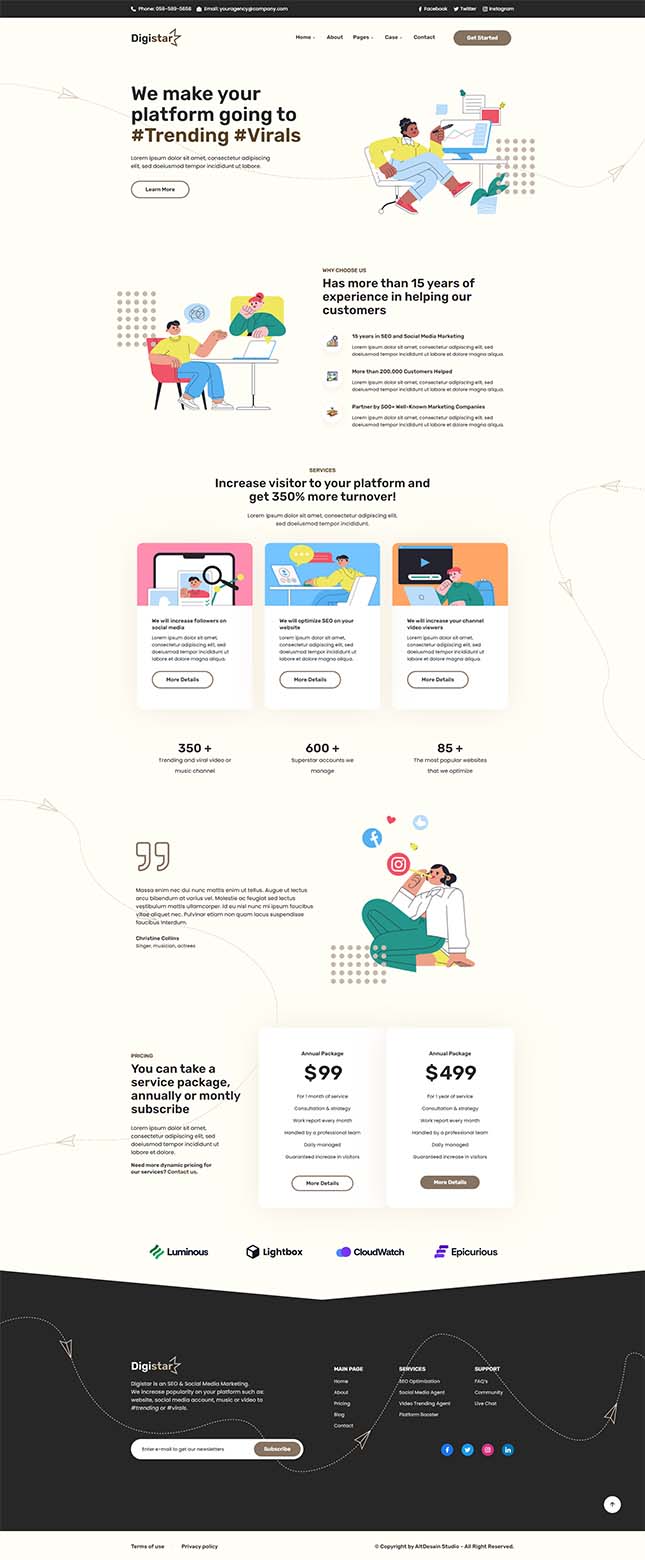 Phone: 058-589-5656 Email: youragency@company.com Facebook Twitter Instagram
Digistar Home About Pages Case Contact Get Started
We make your
platform going to
#Trending #Virals
Lorem ipsum dolor sit amet, consectetur adipiscing
elit, sed doeiusmod tempor incididunt ut labore.
Learn More
WHY CHOOSE US
Has more than 15 years of
experience in helping our
customers
15 years in SEO and Social Media Marketing
Lorem ipsum dolor sit amet, consectetur adipiscing elit, sed
doeiusmod tempor incididunt ut labore et dolore magna aliqua.
More than 200,000 Customers Helped
Lorem ipsum dolor sit amet, consectetur adipiscing elit, sed
doeiusmod tempor incididunt ut labore et dolore magna aliqua.
Partner by 500+ Well-Known Marketing Companies
Lorem ipsum dolor sit amet, consectetur adipiscing elit, sed
doeiusmod tempor incididunt ut labore et dolore magna aliqua.
SERVICES
Increase visitor to your platform and
get 350% more turnover!
Lorem ipsum dolor sit amet, consectetur adipiscing elit,
sed doeiusmod tempor incididunt.
We will increase followers on
social media
Lorem ipsum dolor sit amet,
consectetur adipiscing elit, sed
doeiusmod tempor incididunt ut
labore et dolore magna aliqua.
More Details
We will optimize SEO on your
website
Lorem ipsum dolor sit amet,
consectetur adipiscing elit, sed
doeiusmod tempor incididunt ut
labore et dolore magna aliqua.
More Details
We will increase your channel
video viewers
Lorem ipsum dolor sit amet,
consectetur adipiscing elit, sed
doeiusmod tempor incididunt ut
labore et dolore magna aliqua.
More Details
350 +
Trending and viral video or
music channel
600 +
Superstar accounts we
manage
85 +
The most popular websites
that we optimize
Massa enim nec dui nunc mattis enim ut tellus. Augue ut lectus
arcu bibendum at varius vel. Molestie ac feugiat sed lectus
vestibulum mattis ullamcorper. Id eu nisl nunc mi ipsum faucibus
vitae aliquet nec. Pulvinar etiam non quam lacus suspendisse
faucibus interdum.
Christine Collins
Singer, musician, actrees
PRICING
You can take a
service package,
annually or montly
subscribe
Lorem ipsum dolor sit amet,
consectetur adipiscing elit, sed
doeiusmod tempor incididunt ut
labore et dolore.
Need more dynamic pricing for
our services? Contact us.
Annual Package
$99
For 1 month of service
Consultation & strategy
Work report every month
Handled by a professional team
Daily managed
Guaranteed increase in visitors
More Details
Annual Package
$499
For 1 year of service
Consultation & strategy
Work report every month
Handled by a professional team
Daily managed
Guaranteed increase in visitors
More Details
Luminous Lightbox CloudWatch Epicurious
Digistar
Digistar is an SEO & Social Media Marketing.
We increase popularity on your platform such as:
website, social media account, music or video to
#trending or #virals.
Enter e-mail to get our newsletters Subscribe
MAIN PAGE
Home
About
Pricing
Blog
Contact
SERVICES
SEO Optimization
Social Media Agent
Video Trending Agent
Platform Booster
SUPPORT
FAQ's
Community
Live Chat
Terms of use Privacy policy © Copyright by AltDesain Studio – All Right Reserved.